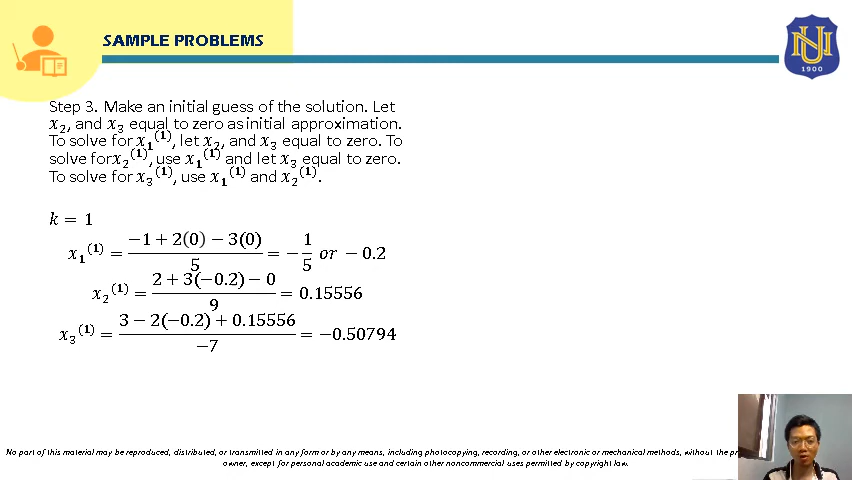 SAMPLE PROBLEMS
NU
1900
Step 3. Make an initial guess of the solution. Let
𝑥₂, and 𝑥₃ equal to zero as initial approximation.
To solve for 𝑥₁⁽¹⁾, let 𝑥₂, and 𝑥₃ equal to zero. To
solve for𝑥₂⁽¹⁾, use 𝑥₁⁽¹⁾ and let 𝑥₃ equal to zero.
To solve for 𝑥₃⁽¹⁾, use 𝑥₁⁽¹⁾ and 𝑥₂⁽¹⁾.
𝑘 = 1
𝑥₁⁽¹⁾ = (−1 + 2(0) − 3(0))/5 = −1/5 or − 0.2
𝑥₂⁽¹⁾ = (2 + 3(−0.2) − 0)/9 = 0.15556
𝑥₃⁽¹⁾ = (3 − 2(−0.2) + 0.15556)/−7 = −0.50794
No part of this material may be reproduced, distributed, or transmitted in any form or by any means, including photocopying, recording, or other electronic or mechanical methods, without the pr
owner, except for personal academic use and certain other noncommercial uses permitted by copyright law.